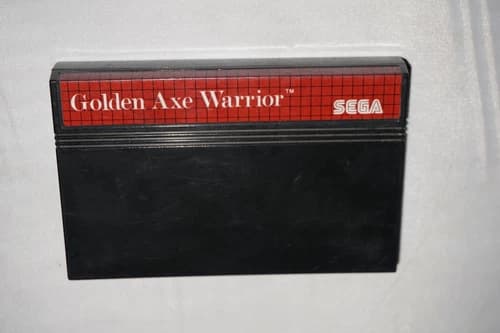 Golden Axe Warrior™
SEGA